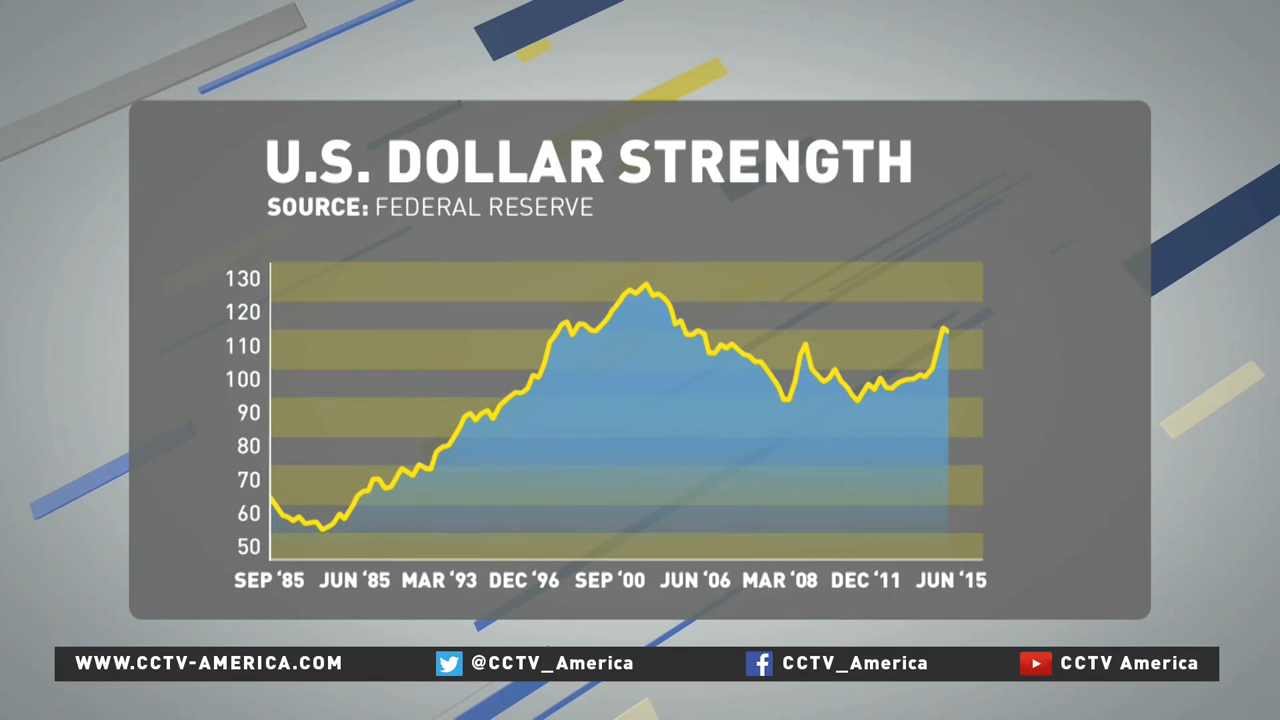 U.S. DOLLAR STRENGTH
SOURCE: FEDERAL RESERVE
130
120
110
100
90
80
70
60
50
SEP ‘85 JUN ‘85 MAR ‘93 DEC ‘96 SEP ‘00 JUN ‘06 MAR ‘08 DEC ‘11 JUN ‘15
WWW.CCTV-AMERICA.COM @CCTV_America CCTV_America CCTV America